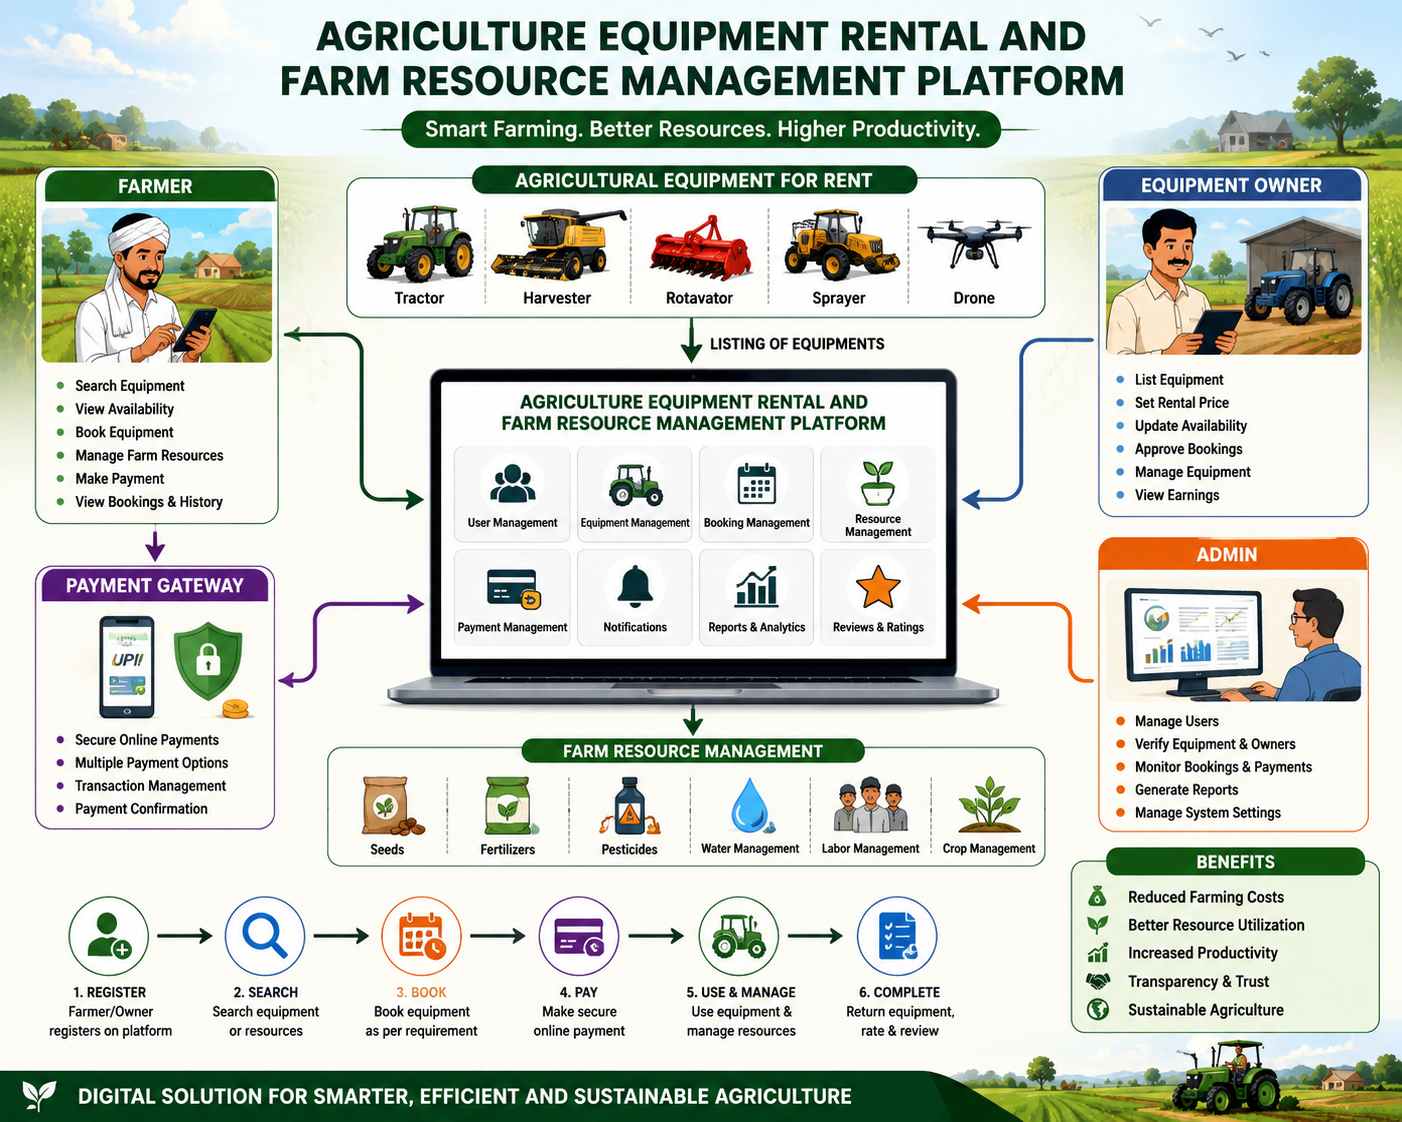 AGRICULTURE EQUIPMENT RENTAL AND
FARM RESOURCE MANAGEMENT PLATFORM
Smart Farming. Better Resources. Higher Productivity.
FARMER
Search Equipment
View Availability
Book Equipment
Manage Farm Resources
Make Payment
View Bookings & History
AGRICULTURAL EQUIPMENT FOR RENT
Tractor
Harvester
Rotavator
Sprayer
Drone
LISTING OF EQUIPMENTS
EQUIPMENT OWNER
List Equipment
Set Rental Price
Update Availability
Approve Bookings
Manage Equipment
View Earnings
AGRICULTURE EQUIPMENT RENTAL AND
FARM RESOURCE MANAGEMENT PLATFORM
User Management
Equipment Management
Booking Management
Resource
Management
Payment Management
Notifications
Reports & Analytics
Reviews & Ratings
PAYMENT GATEWAY
Secure Online Payments
Multiple Payment Options
Transaction Management
Payment Confirmation
ADMIN
Manage Users
Verify Equipment & Owners
Monitor Bookings & Payments
Generate Reports
Manage System Settings
FARM RESOURCE MANAGEMENT
Seeds
Fertilizers
Pesticides
Water Management
Labor Management
Crop Management
BENEFITS
Reduced Farming Costs
Better Resource Utilization
Increased Productivity
Transparency & Trust
Sustainable Agriculture
1. REGISTER
Farmer/Owner
registers on platform
2. SEARCH
Search equipment
or resources
3. BOOK
Book equipment
as per requirement
4. PAY
Make secure
online payment
5. USE & MANAGE
Use equipment &
manage resources
6. COMPLETE
Return equipment,
rate & review
DIGITAL SOLUTION FOR SMARTER, EFFICIENT AND SUSTAINABLE AGRICULTURE